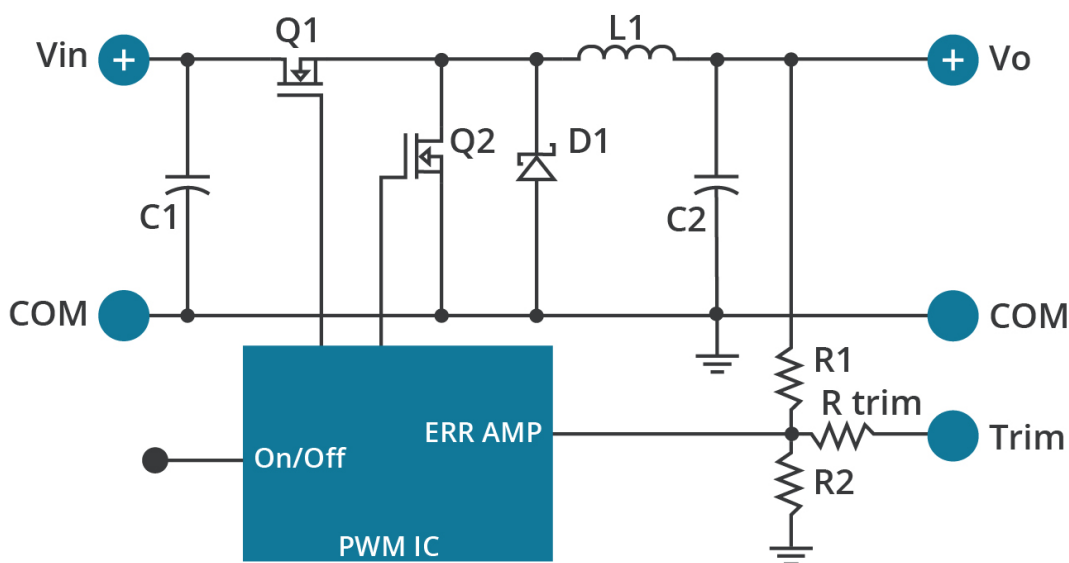 Q1
L1
Vin +
+ Vo
Q2
D1
C1
C2
COM
COM
R1
R trim
ERR AMP
Trim
On/Off
R2
PWM IC